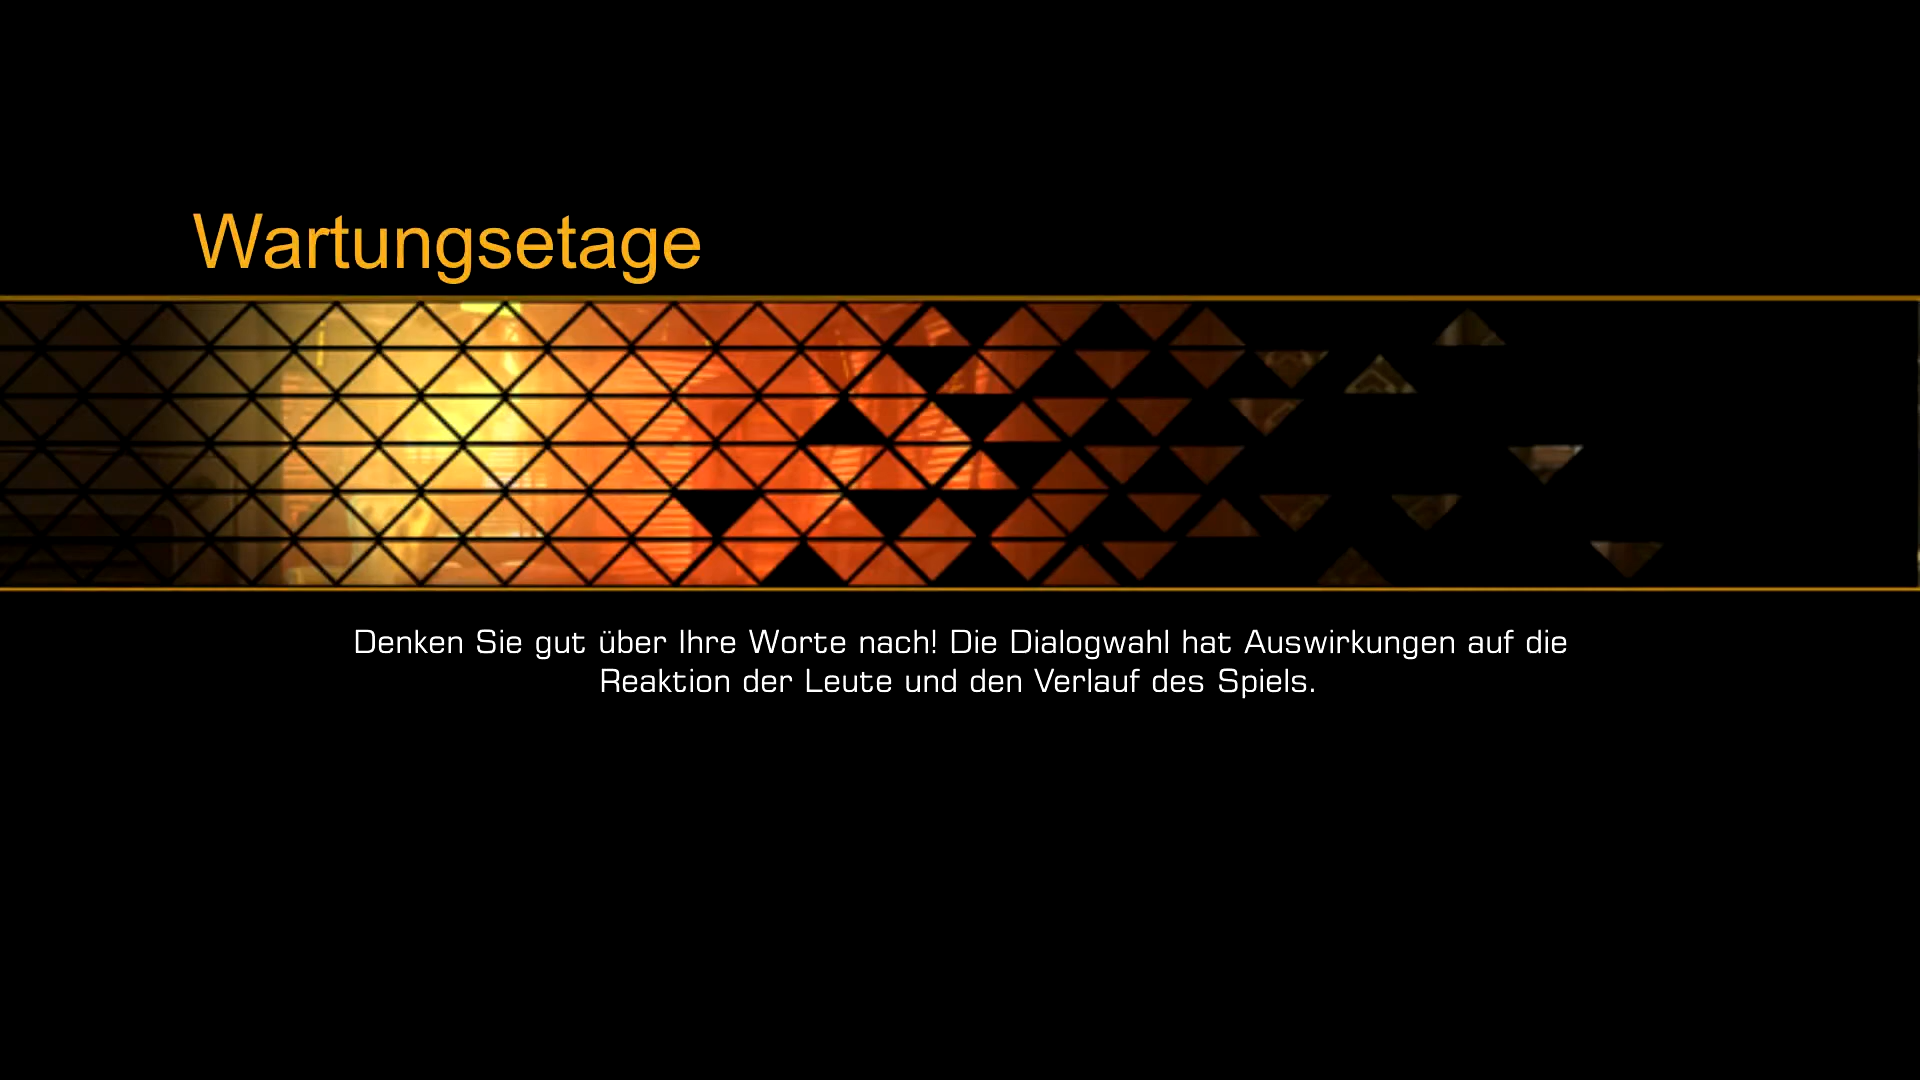 Wartungsetage
Denken Sie gut über Ihre Worte nach! Die Dialogwahl hat Auswirkungen auf die
Reaktion der Leute und den Verlauf des Spiels.